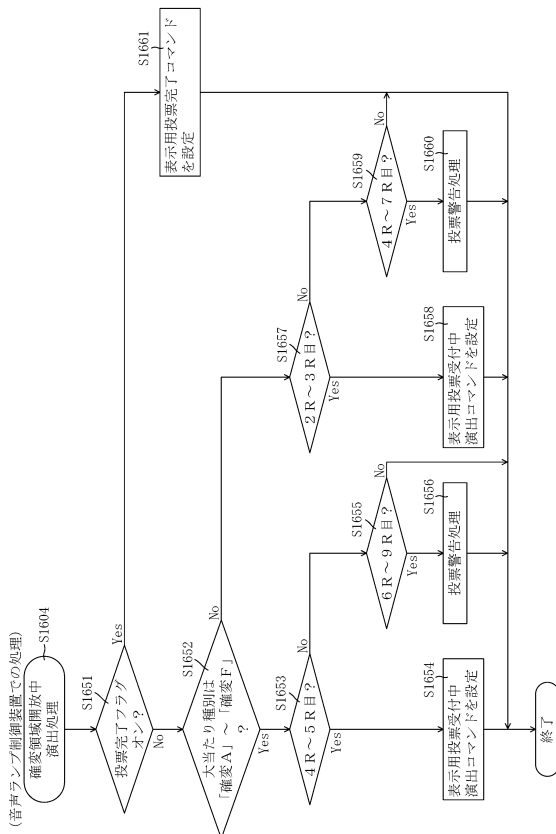 (音声ランプ制御装置での処理)
確変領域開放中
演出処理
S1604
投票完了フラグ
オン?
S1651
Yes
No
表示用投票完了コマンド
を設定
S1661
大当たり種別は
「確変A」~「確変F」
?
S1652
No
Yes
4R~5R目?
S1653
No
Yes
表示用投票受付中
演出コマンドを設定
S1654
6R~9R目?
S1655
No
Yes
投票警告処理
S1656
2R~3R目?
S1657
No
Yes
表示用投票受付中
演出コマンドを設定
S1658
4R~7R目?
S1659
No
Yes
投票警告処理
S1660
終了